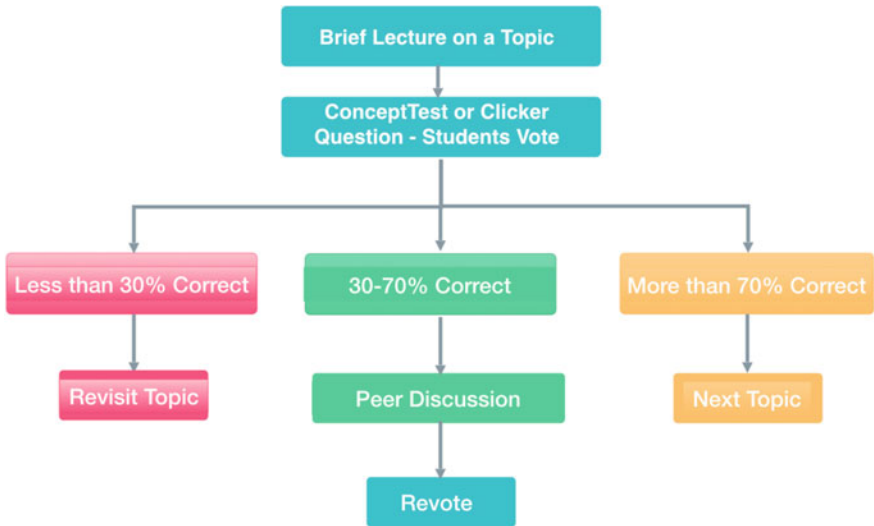 Brief Lecture on a Topic
ConceptTest or Clicker
Question - Students Vote
Less than 30% Correct
30-70% Correct
More than 70% Correct
Revisit Topic
Peer Discussion
Next Topic
Revote